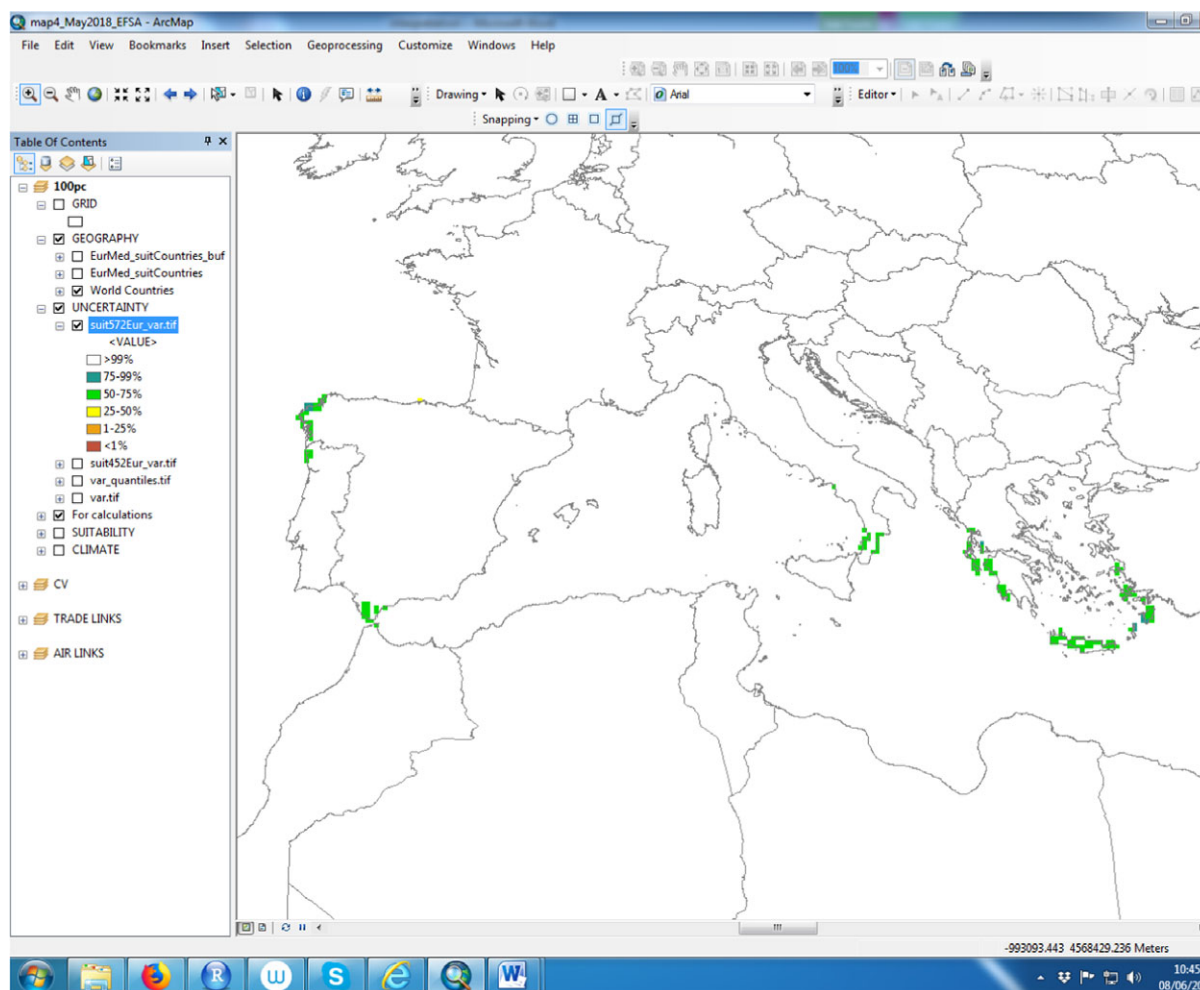 map4_May2018_EFSA - ArcMap
File Edit View Bookmarks Insert Selection Geoprocessing Customize Windows Help
100%
Drawing A Arial Editor
Snapping
Table Of Contents
100pc
GRID
GEOGRAPHY
EurMed_suitCountries_buf
EurMed_suitCountries
World Countries
UNCERTAINTY
suit572Eur_var.tif
<VALUE>
>99%
75-99%
50-75%
25-50%
1-25%
<1%
suit452Eur_var.tif
var_quantiles.tif
var.tif
For calculations
SUITABILITY
CLIMATE
CV
TRADE LINKS
AIR LINKS
-993093.443 4568429.236 Meters
R W S W
10:45
08/06/20